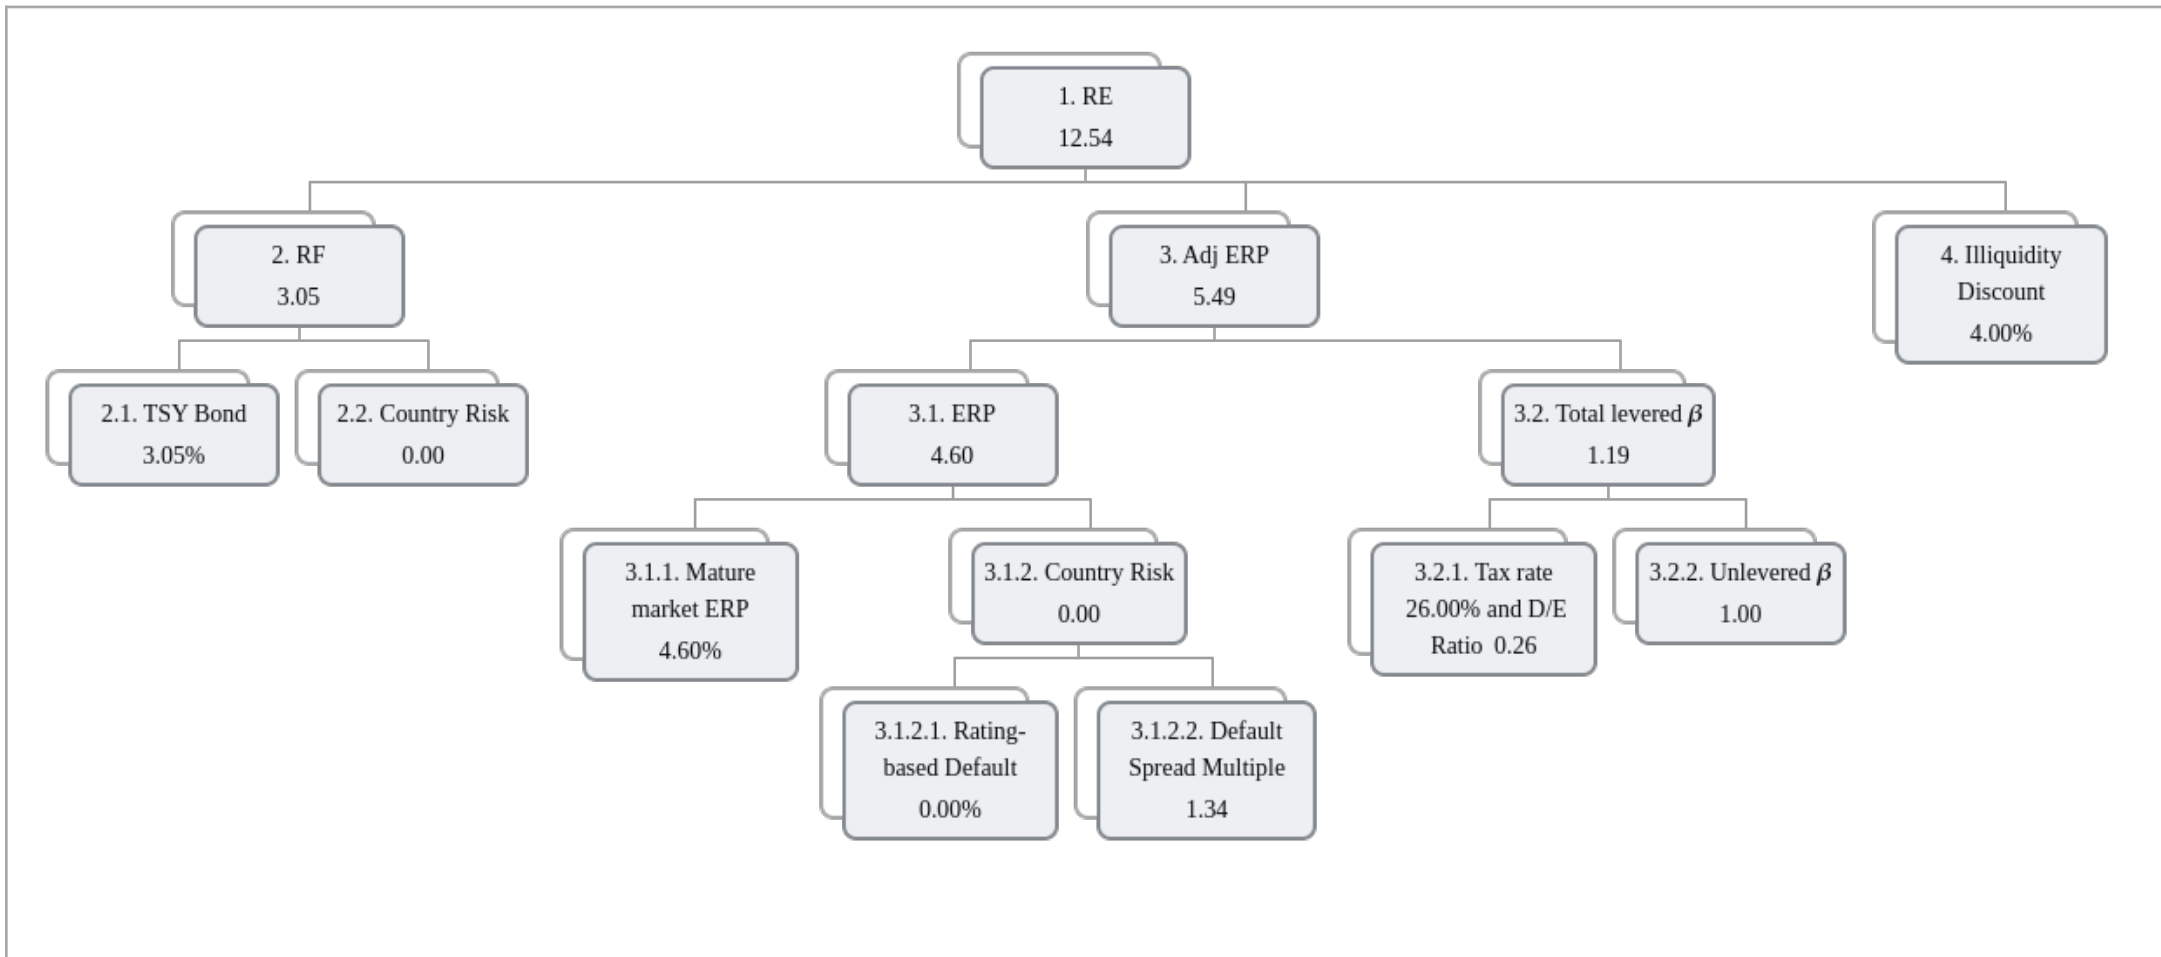 1. RE
12.54
2. RF
3.05
3. Adj ERP
5.49
4. Illiquidity
Discount
4.00%
2.1. TSY Bond
3.05%
2.2. Country Risk
0.00
3.1. ERP
4.60
3.2. Total levered β
1.19
3.1.1. Mature
market ERP
4.60%
3.1.2. Country Risk
0.00
3.2.1. Tax rate
26.00% and D/E
Ratio 0.26
3.2.2. Unlevered β
1.00
3.1.2.1. Rating-
based Default
0.00%
3.1.2.2. Default
Spread Multiple
1.34